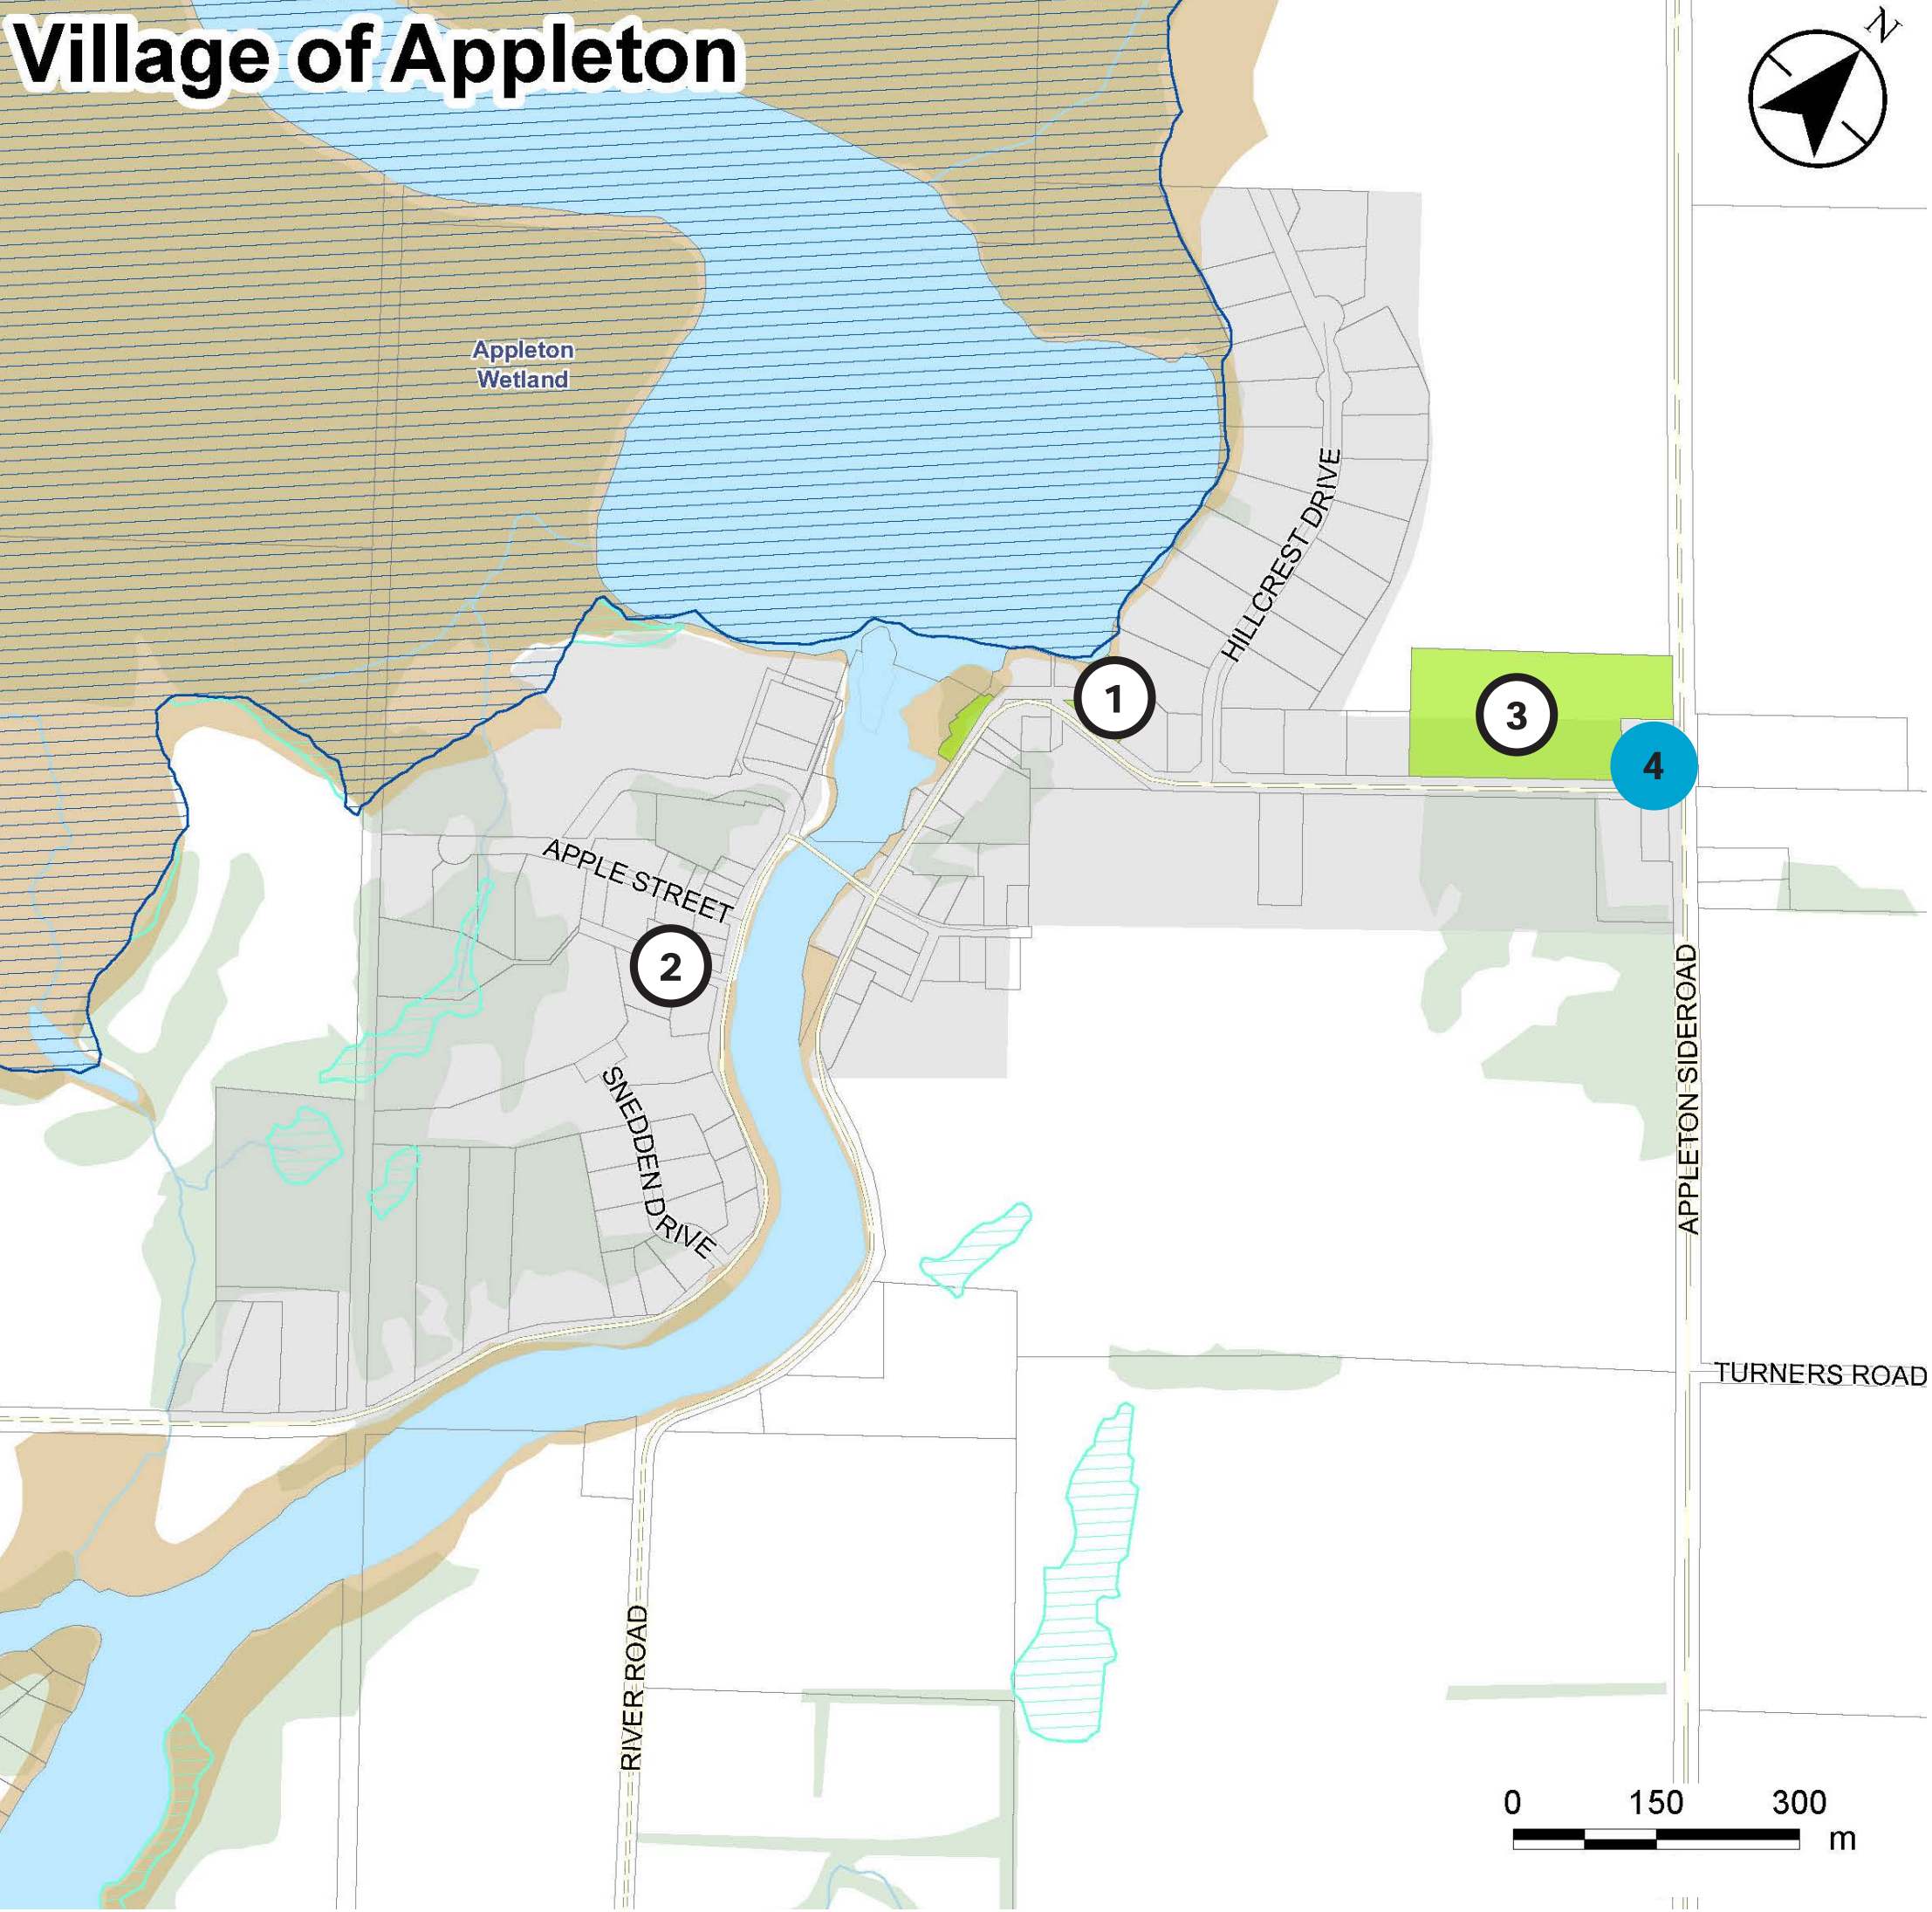 Village of Appleton
N
Appleton
Wetland
HILLCREST DRIVE
1
3
4
APPLE STREET
2
APPLETON SIDEROAD
SNEDDEN DRIVE
TURNERS ROAD
RIVER ROAD
0 150 300
m